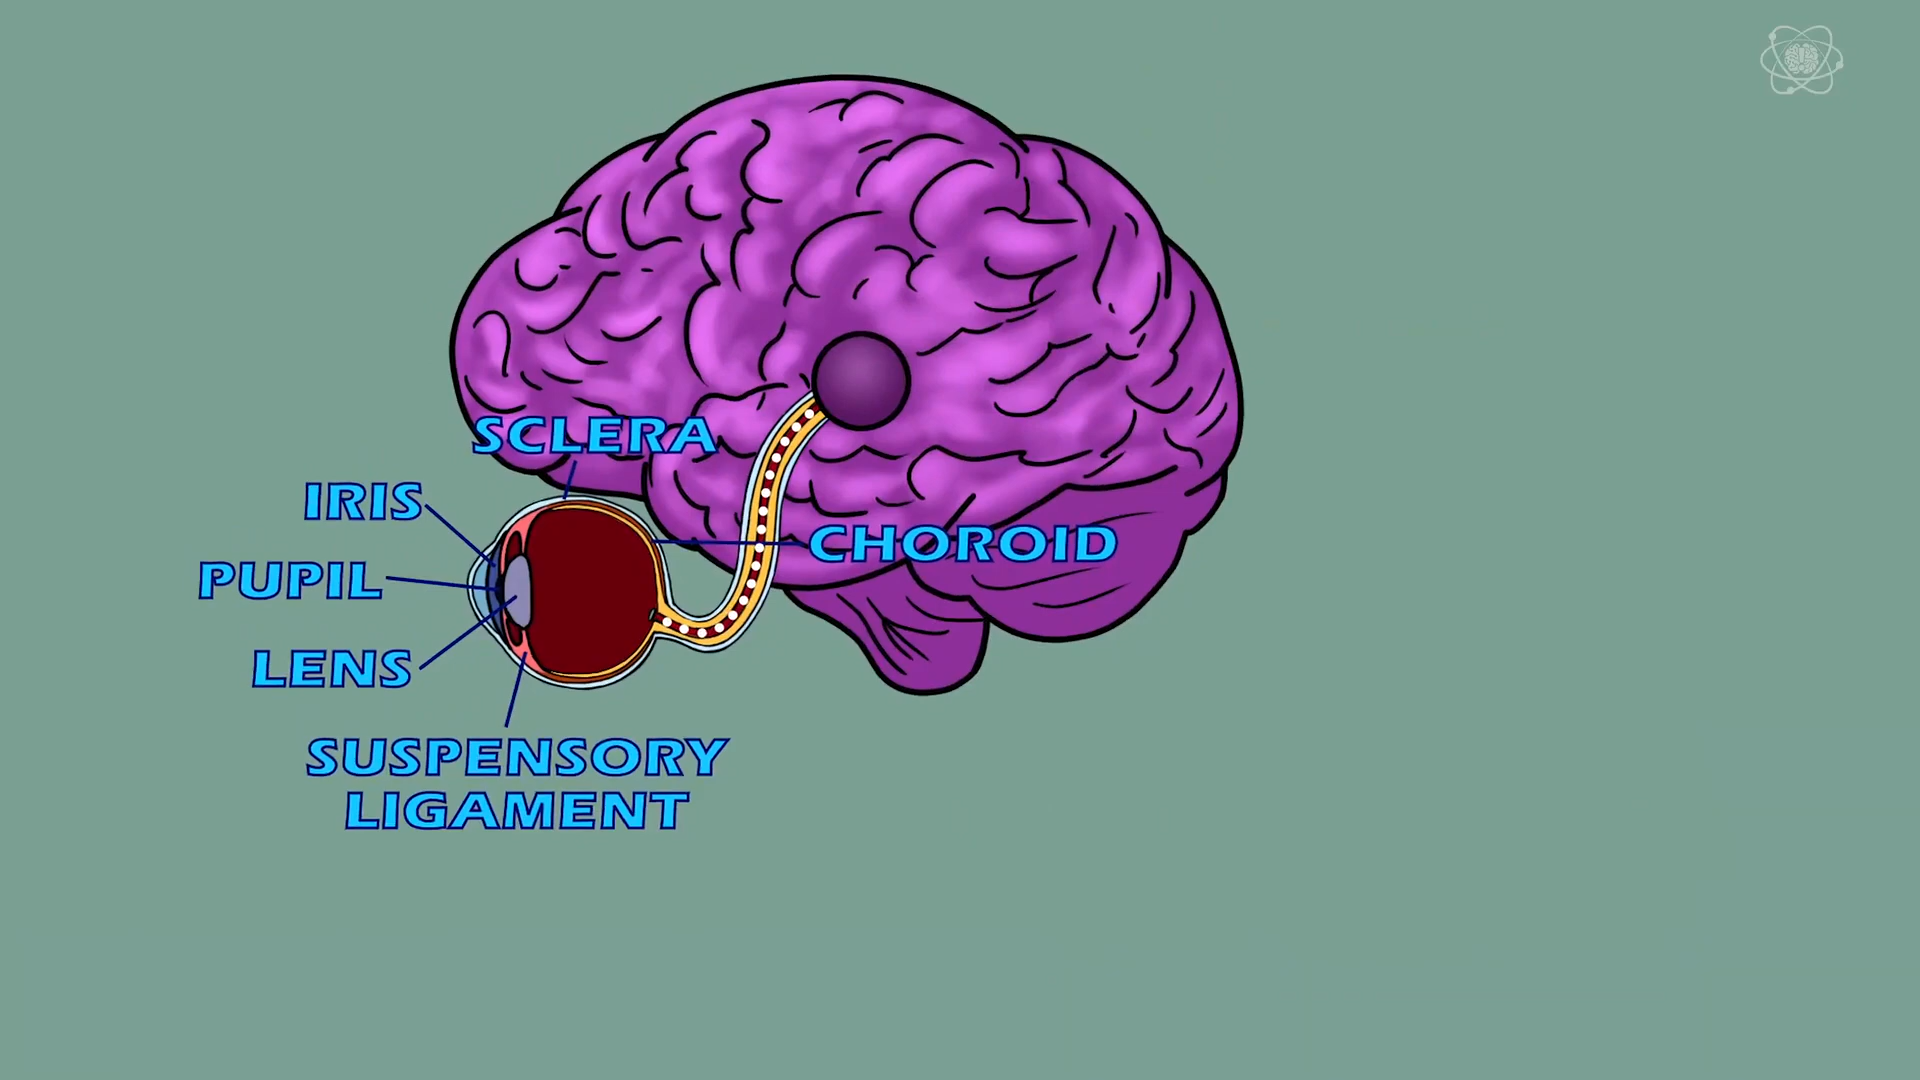 SCLERA
IRIS
CHOROID
PUPIL
LENS
SUSPENSORY
LIGAMENT